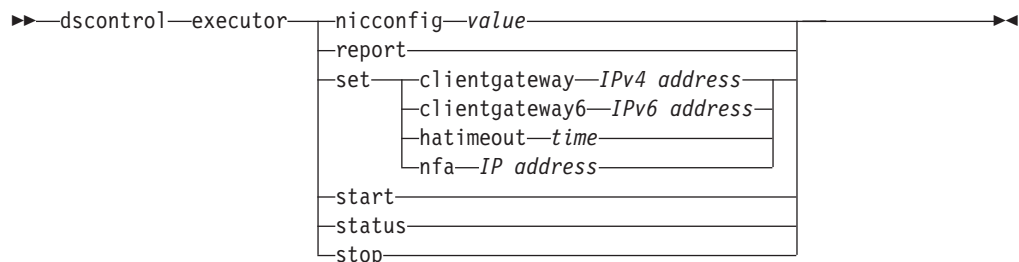 dscontrol executor nicconfig value
report
set clientgateway IPv4 address
clientgateway6 IPv6 address
hatimeout time
nfa IP address
start
status
stop